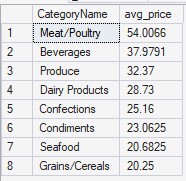 CategoryName avg_price
1 Meat/Poultry 54.0066
2 Beverages 37.9791
3 Produce 32.37
4 Dairy Products 28.73
5 Confections 25.16
6 Condiments 23.0625
7 Seafood 20.6825
8 Grains/Cereals 20.25